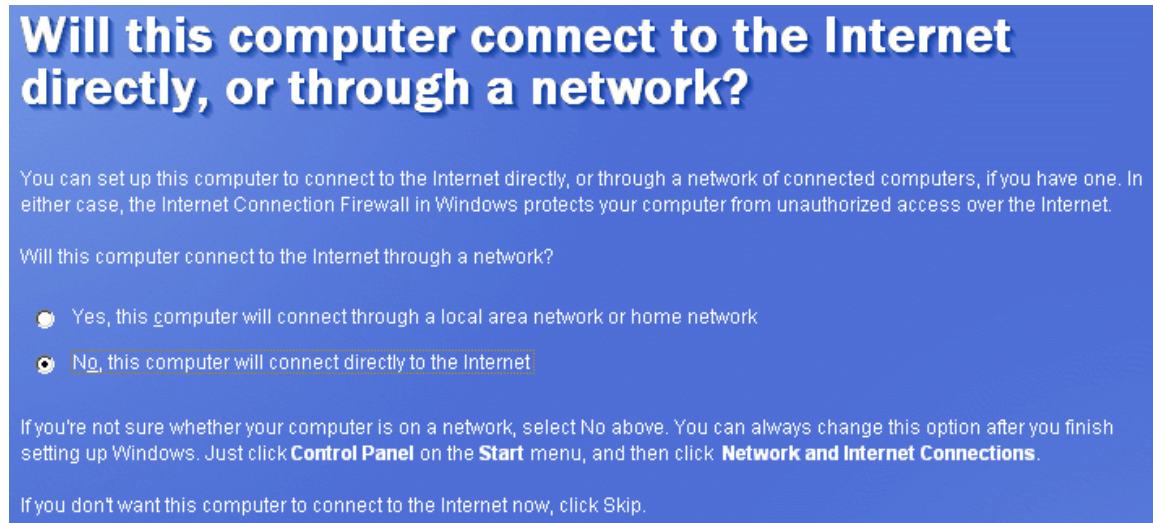 Will this computer connect to the Internet
directly, or through a network?
You can set up this computer to connect to the Internet directly, or through a network of connected computers, if you have one. In
either case, the Internet Connection Firewall in Windows protects your computer from unauthorized access over the Internet.
Will this computer connect to the Internet through a network?
Yes, this computer will connect through a local area network or home network
No, this computer will connect directly to the Internet
If you're not sure whether your computer is on a network, select No above. You can always change this option after you finish
setting up Windows. Just click Control Panel on the Start menu, and then click Network and Internet Connections.
If you don't want this computer to connect to the Internet now, click Skip.